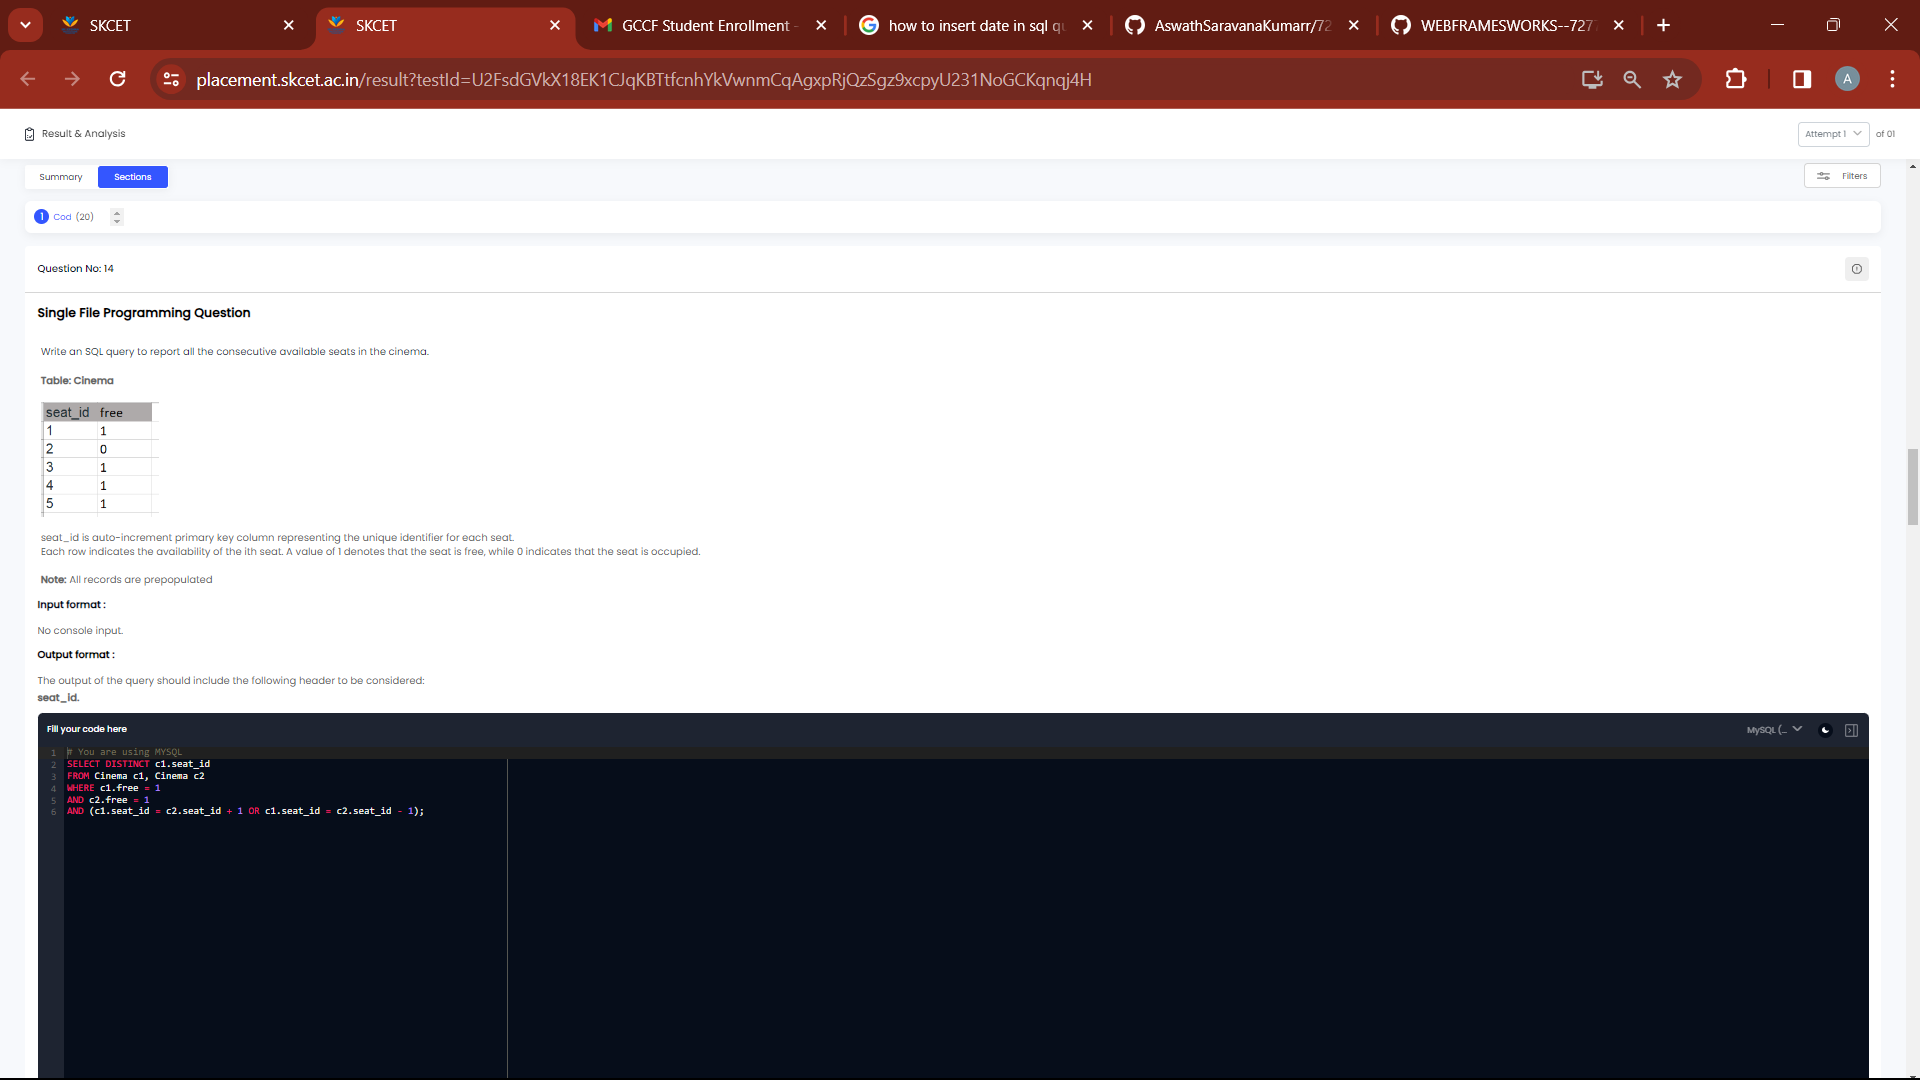 SKCET
SKCET
GCCF Student Enrollment -
how to insert date in sql qu
AswathSaravanaKumarr/72
WEBFRAMESWORKS--727
placement.skcet.ac.in/result?testId=U2FsdGVkX18EK1CJqKBTtfcnhYkVwnmCqAgxpRjQzSgz9xcpyU231NoGCKqnqj4H
A
Result & Analysis
Attempt 1
of 01
Summary
Sections
Filters
1 Cod (20)
Question No: 14
Single File Programming Question
Write an SQL query to report all the consecutive available seats in the cinema.
Table: Cinema
seat_id free
1 1
2 0
3 1
4 1
5 1
seat_id is auto-increment primary key column representing the unique identifier for each seat.
Each row indicates the availability of the ith seat. A value of 1 denotes that the seat is free, while 0 indicates that the seat is occupied.
Note: All records are prepopulated
Input format :
No console input.
Output format :
The output of the query should include the following header to be considered:
seat_id.
Fill your code here
MySQL (...
1 # You are using MYSQL
2 SELECT DISTINCT c1.seat_id
3 FROM Cinema c1, Cinema c2
4 WHERE c1.free = 1
5 AND c2.free = 1
6 AND (c1.seat_id = c2.seat_id + 1 OR c1.seat_id = c2.seat_id - 1);